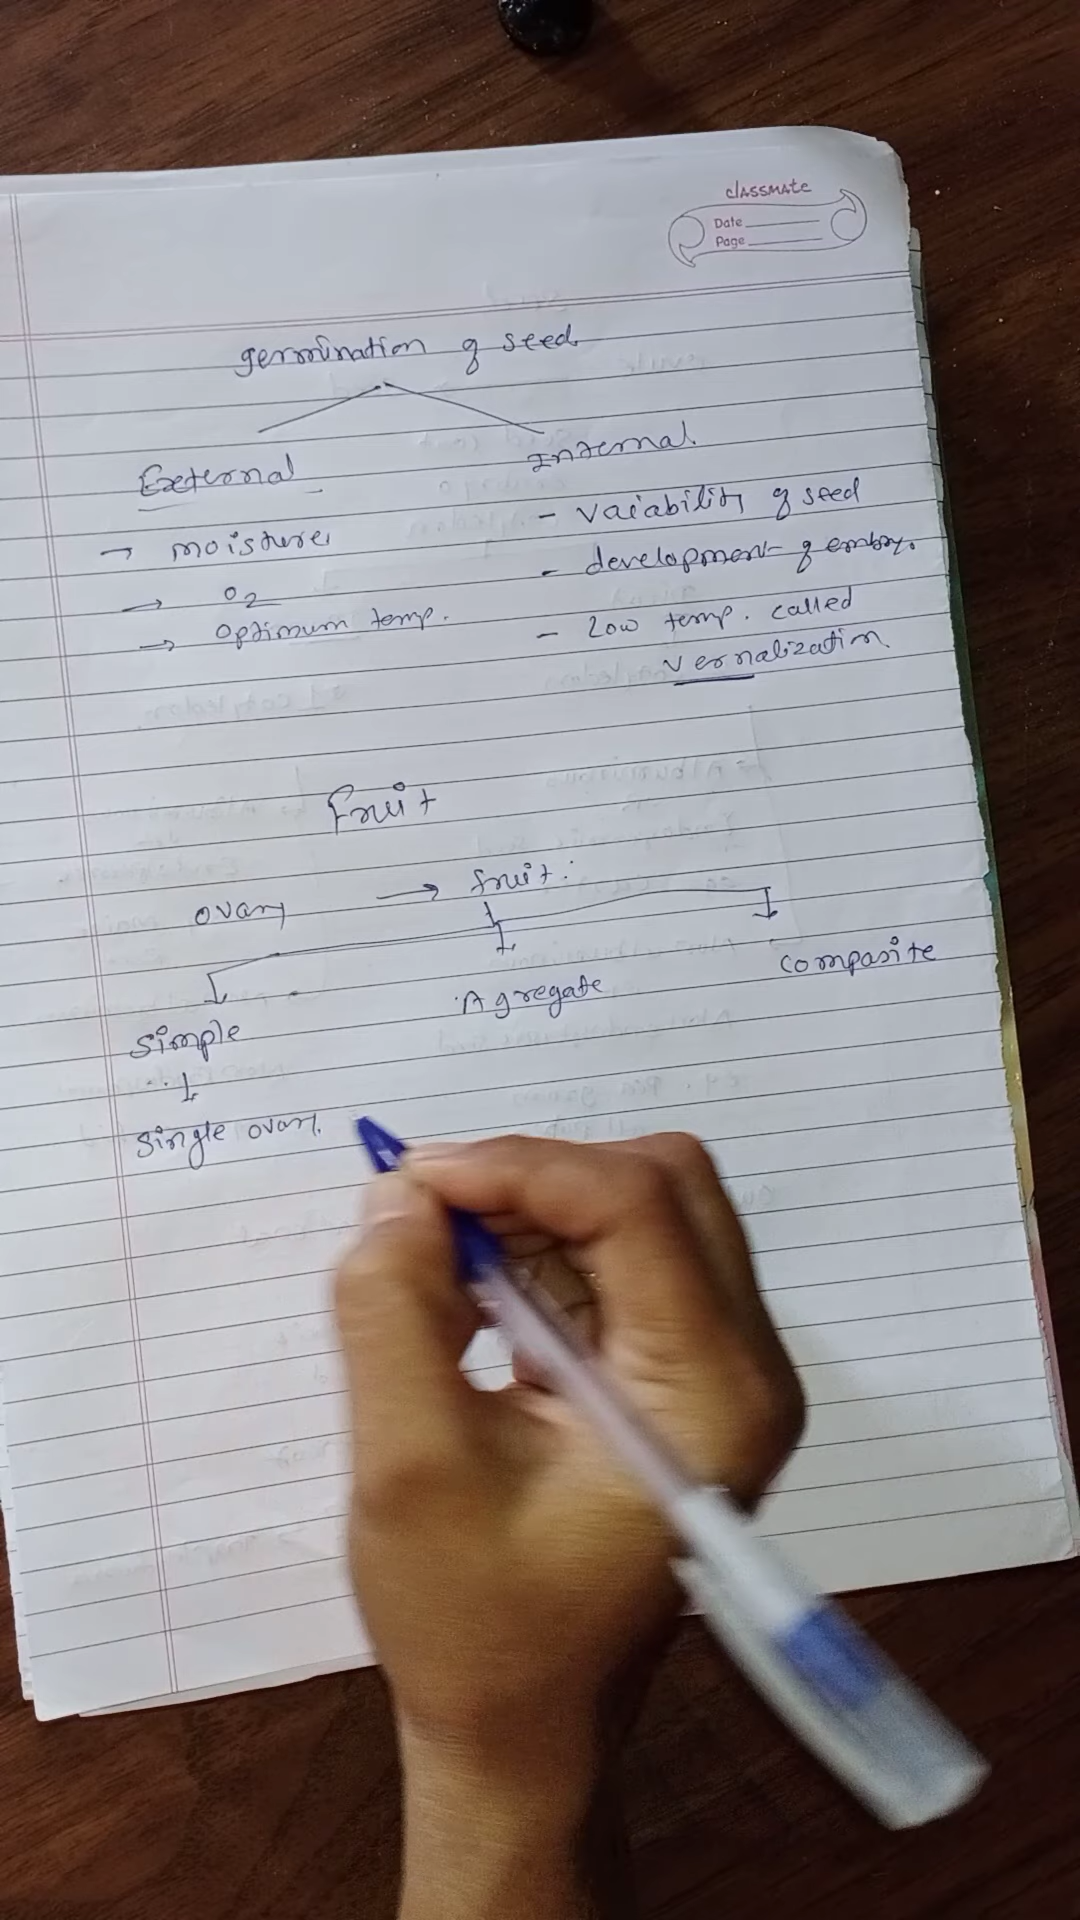 classmate
Date
Page
germination of seed
External
Internal
→ moisture
- vaiability of seed
→ O2
- development of embryo
→ optimum temp.
- Low temp. called
vernalization
fruit
ovary → fruit.
simple
Agregate
composite
single ovary.